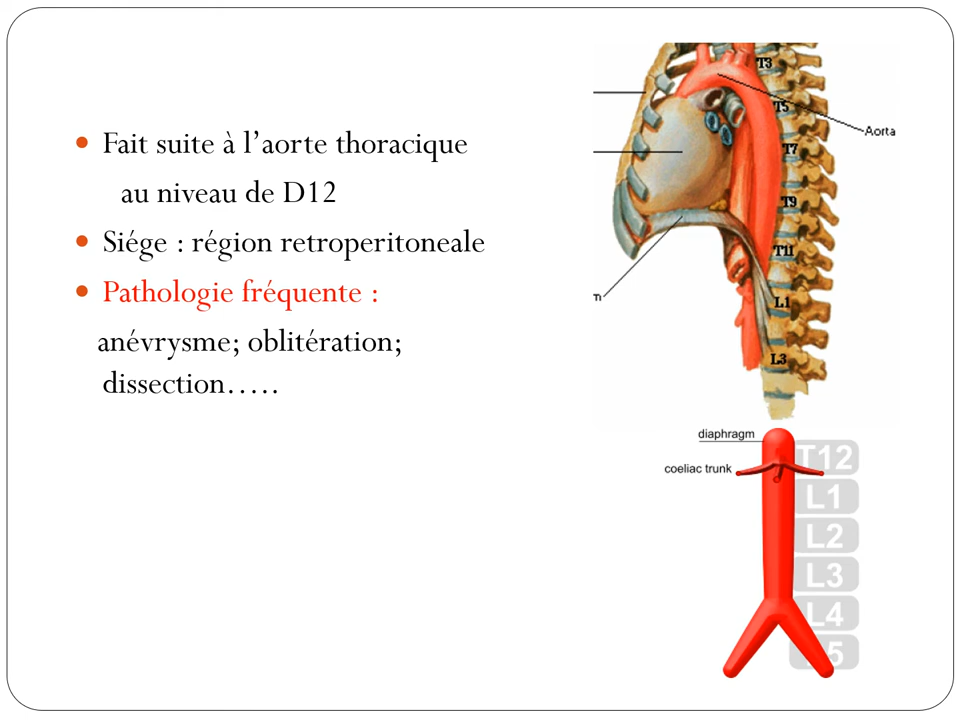 Fait suite à l’aorte thoracique
au niveau de D12
Siége : région retroperitoneale
Pathologie fréquente :
anévrysme; oblitération;
dissection…..
T3
T5
Aorta
T7
T9
T11
L1
L3
diaphragm
coeliac trunk
T12
L1
L2
L3
L4